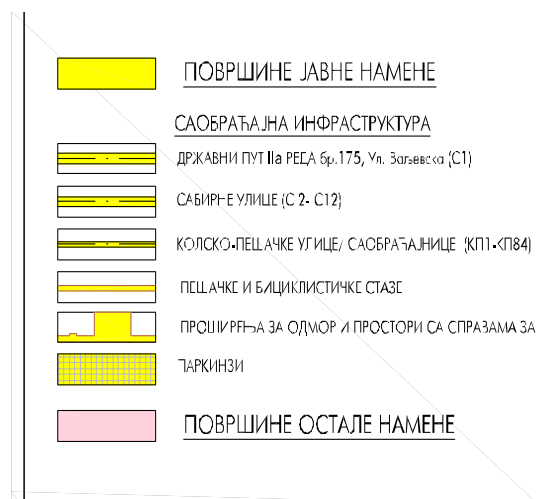 ПОВРШИНЕ ЈАВНЕ НАМЕНЕ
САОБРАЋАЈНА ИНФРАСТРУКТУРА
ДРЖАВНИ ПУТ IIа РЕДА бр.175, Ул. Ваљевска (С1)
САБИРНЕ УЛИЦЕ (С 2- С12)
КОЛСКО-ПЕШАЧКЕ УЛИЦЕ/ САОБРАЋАЈНИЦЕ (КП1-КП84)
ПЕШАЧКЕ И БИЦИКЛИСТИЧКЕ СТАЗЕ
ПРОШИРЕЊА ЗА ОДМОР И ПРОСТОРИ СА СПРАВАМА ЗА
ПАРКИНЗИ
ПОВРШИНЕ ОСТАЛЕ НАМЕНЕ